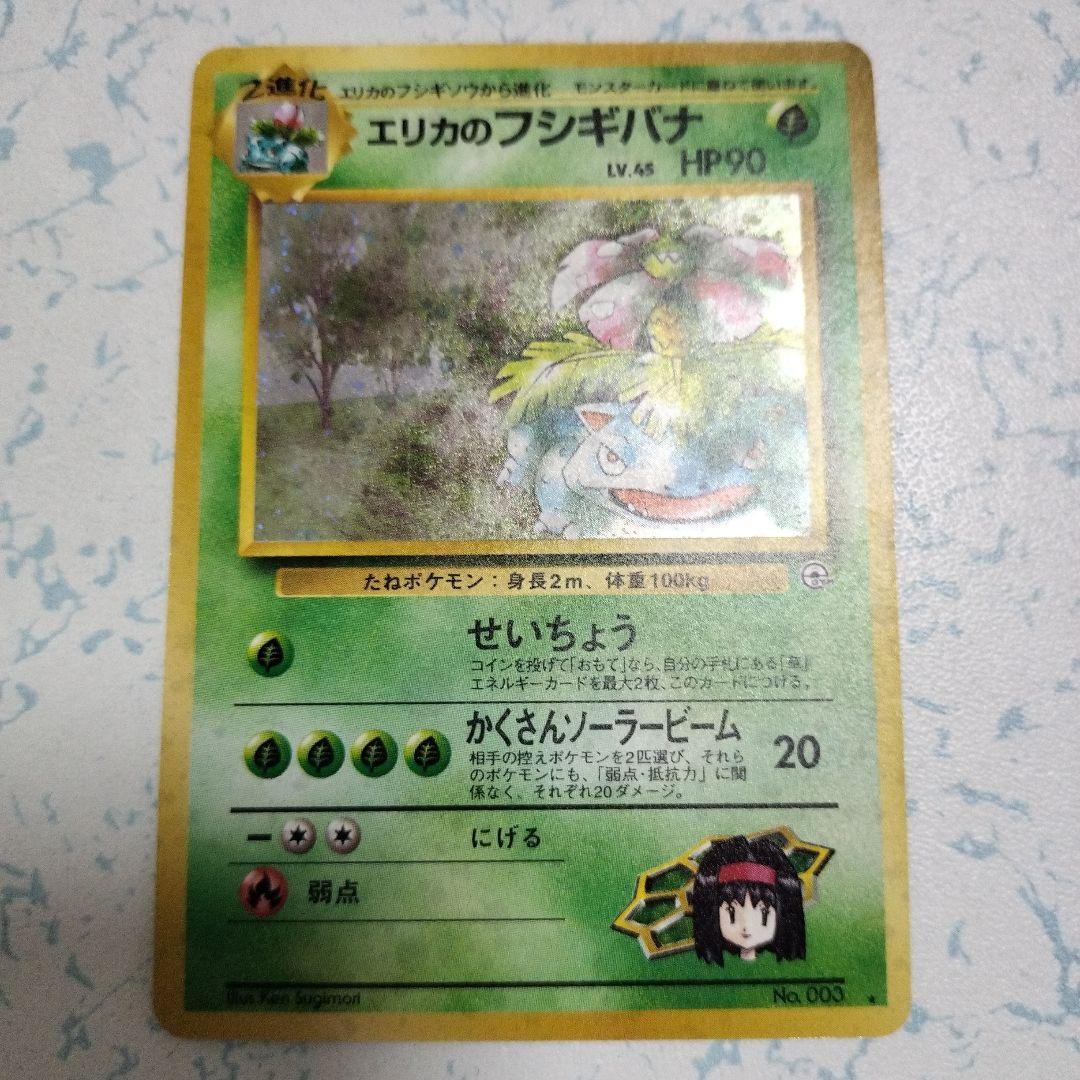 2進化 エリカのフシギソウから進化 モンスターカードに重ねて使います。
エリカのフシギバナ
LV.45 HP90
たねポケモン：身長2m、体重100kg
せいちょう
コインを投げて「おもて」なら、自分の手札にある「草」
エネルギーカードを最大2枚、このカードにつける。
かくさんソーラービーム 20
相手の控えポケモンを2匹選び、それら
のポケモンにも、「弱点・抵抗力」に関
係なく、それぞれ20ダメージ。
ー にげる
弱点
Illus. Ken Sugimori No. 003 ★